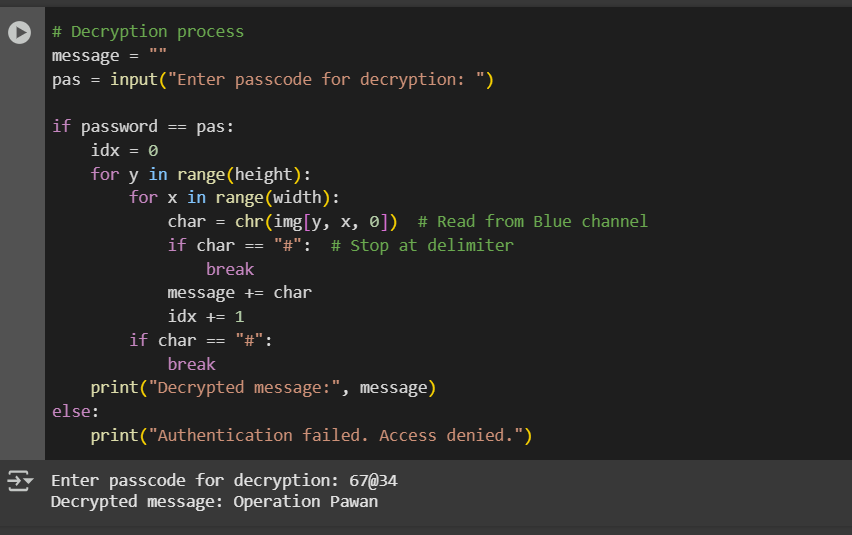 # Decryption process
message = ""
pas = input("Enter passcode for decryption: ")
if password == pas:
    idx = 0
    for y in range(height):
        for x in range(width):
            char = chr(img[y, x, 0])  # Read from Blue channel
            if char == "#":  # Stop at delimiter
                break
            message += char
            idx += 1
        if char == "#":
            break
    print("Decrypted message:", message)
else:
    print("Authentication failed. Access denied.")
Enter passcode for decryption: 67@34
Decrypted message: Operation Pawan